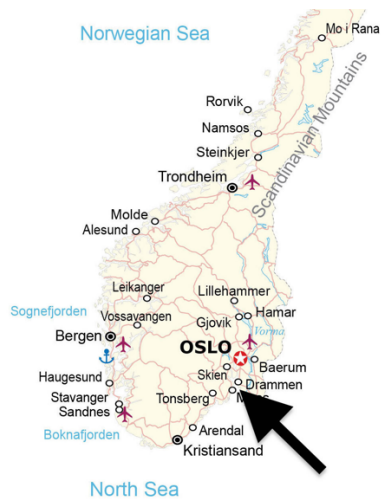 Norwegian Sea
Mo i Rana
Scandinavian Mountains
Rorvik
Namsos
Steinkjer
Trondheim
Molde
Alesund
Leikanger
Lillehammer
Sognefjorden
Vossavangen
Gjovik
Hamar
Vorma
Bergen
OSLO
Baerum
Haugesund
Skien
Drammen
Stavanger
Tonsberg
Sandnes
Boknafjorden
Arendal
Kristiansand
North Sea